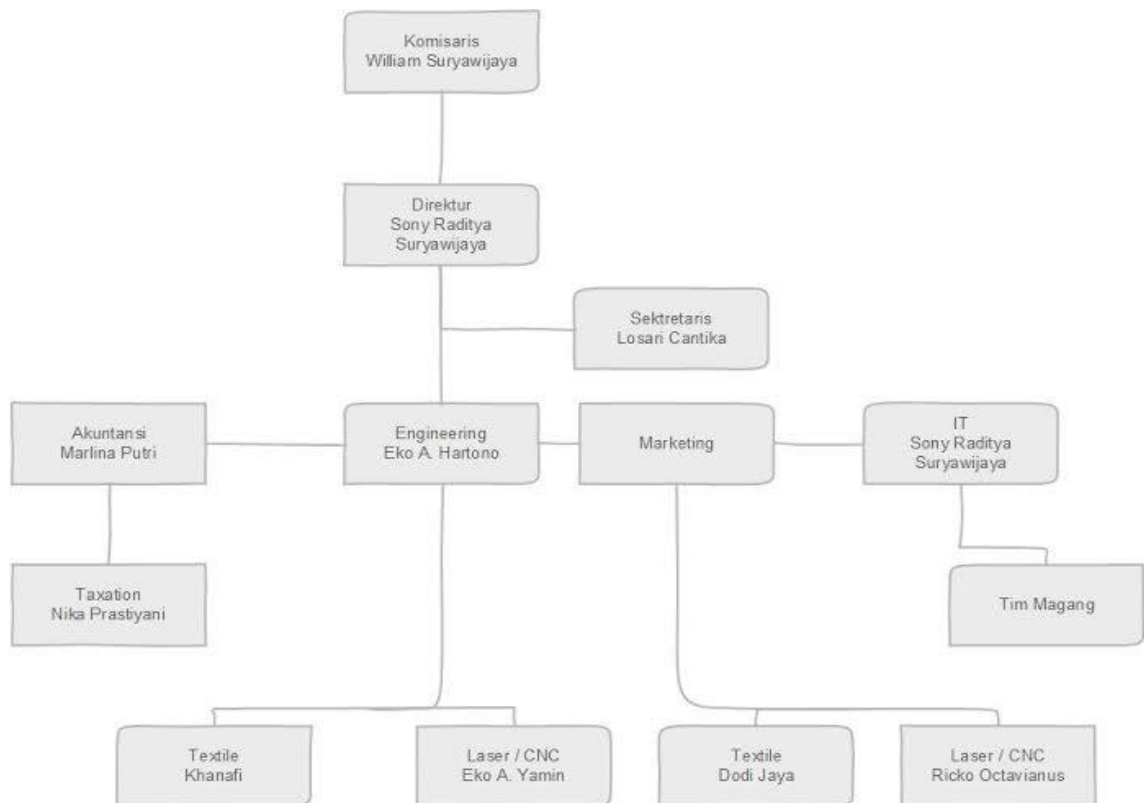 Komisaris
William Suryawijaya
Direktur
Sony Raditya
Suryawijaya
Sektretaris
Losari Cantika
Akuntansi
Marlina Putri
Engineering
Eko A. Hartono
Marketing
IT
Sony Raditya
Suryawijaya
Taxation
Nika Prastiyani
Tim Magang
Textile
Khanafi
Laser / CNC
Eko A. Yamin
Textile
Dodi Jaya
Laser / CNC
Ricko Octavianus